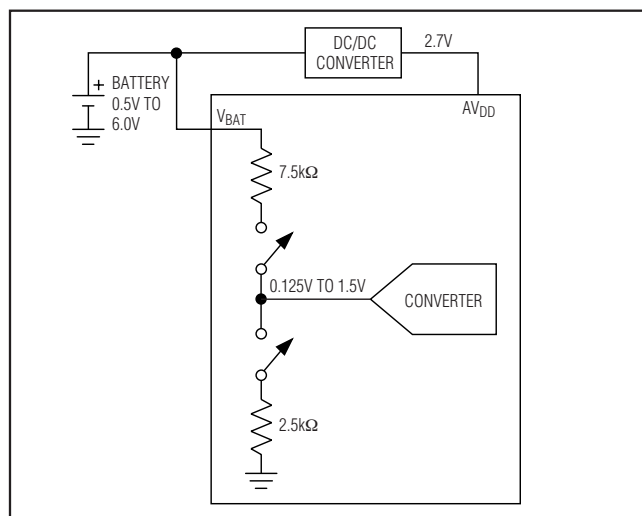 DC/DC
CONVERTER
2.7V
+ BATTERY
0.5V TO
6.0V
VBAT
AVDD
7.5kΩ
0.125V TO 1.5V
CONVERTER
2.5kΩ